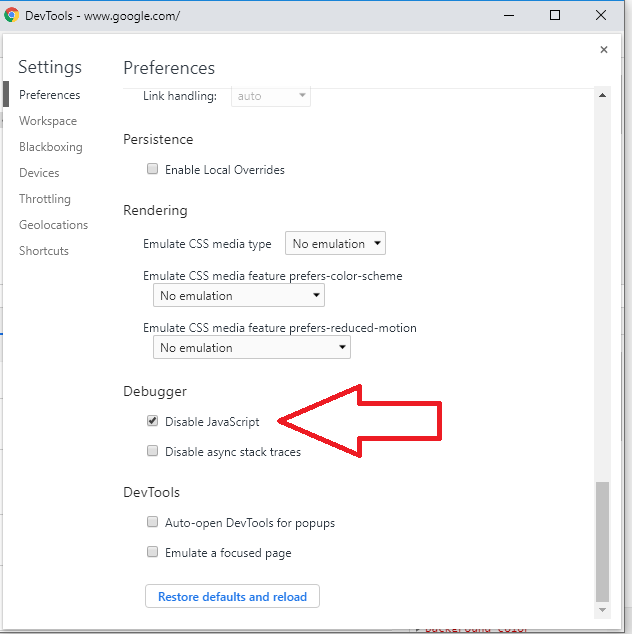 DevTools - www.google.com/
Settings
Preferences
Workspace
Blackboxing
Devices
Throttling
Geolocations
Shortcuts
Preferences
Link handling: auto
Persistence
Enable Local Overrides
Rendering
Emulate CSS media type No emulation
Emulate CSS media feature prefers-color-scheme
No emulation
Emulate CSS media feature prefers-reduced-motion
No emulation
Debugger
Disable JavaScript
Disable async stack traces
DevTools
Auto-open DevTools for popups
Emulate a focused page
Restore defaults and reload